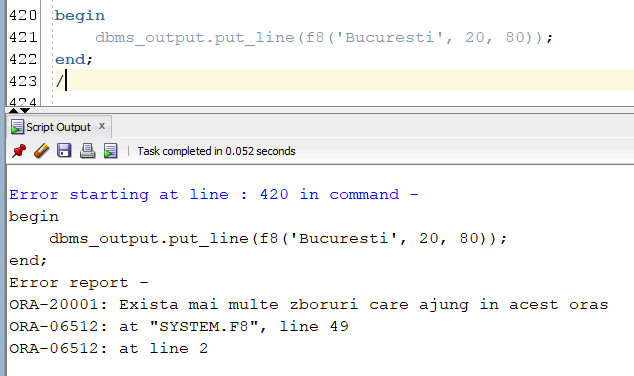 420 begin
421 dbms_output.put_line(f8('Bucuresti', 20, 80));
422 end;
423 /
424
Script Output x
Task completed in 0.052 seconds
Error starting at line : 420 in command -
begin
dbms_output.put_line(f8('Bucuresti', 20, 80));
end;
Error report -
ORA-20001: Exista mai multe zboruri care ajung in acest oras
ORA-06512: at "SYSTEM.F8", line 49
ORA-06512: at line 2